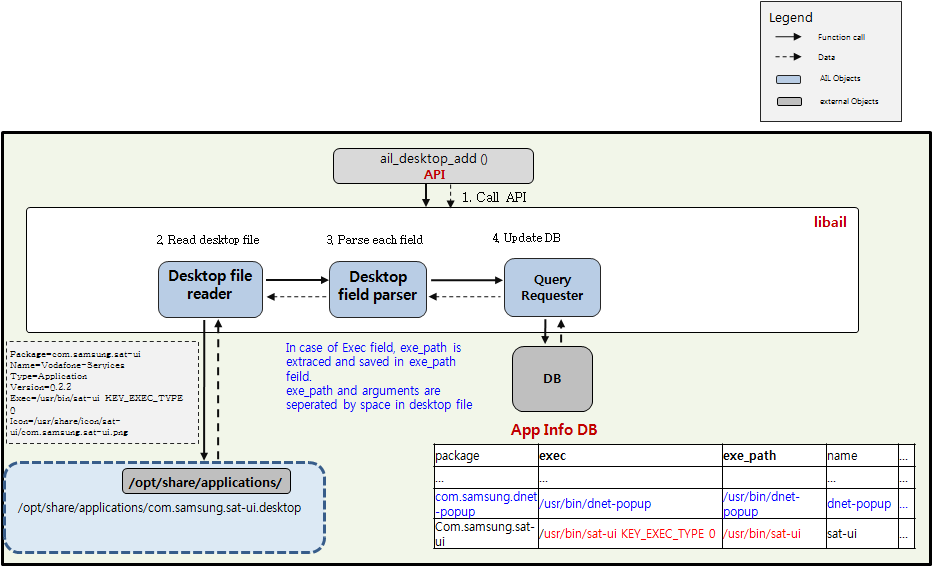 Legend
Function call
Data
AIL Objects
external Objects
ail_desktop_add ()
API
1. Call API
libail
2. Read desktop file
3. Parse each field
4. Update DB
Desktop file
reader
Desktop
field parser
Query
Requester
Package=com.samsung.sat-ui
Name=Vodafone-Services
Type=Application
Version=0.2.2
Exec=/usr/bin/sat-ui KEY_EXEC_TYPE
0
Icon=/usr/share/icon/sat-
ui/com.samsung.sat-ui.png
In case of Exec field, exe_path is
extraced and saved in exe_path
feild.
exe_path and arguments are
seperated by space in desktop file
DB
App Info DB
/opt/share/applications/
/opt/share/applications/com.samsung.sat-ui.desktop
package exec exe_path name ...
... ... ... ...
com.samsung.dnet
-popup /usr/bin/dnet-popup /usr/bin/dnet-
popup dnet-popup ...
Com.samsung.sat-
ui /usr/bin/sat-ui KEY_EXEC_TYPE 0 /usr/bin/sat-ui sat-ui ...